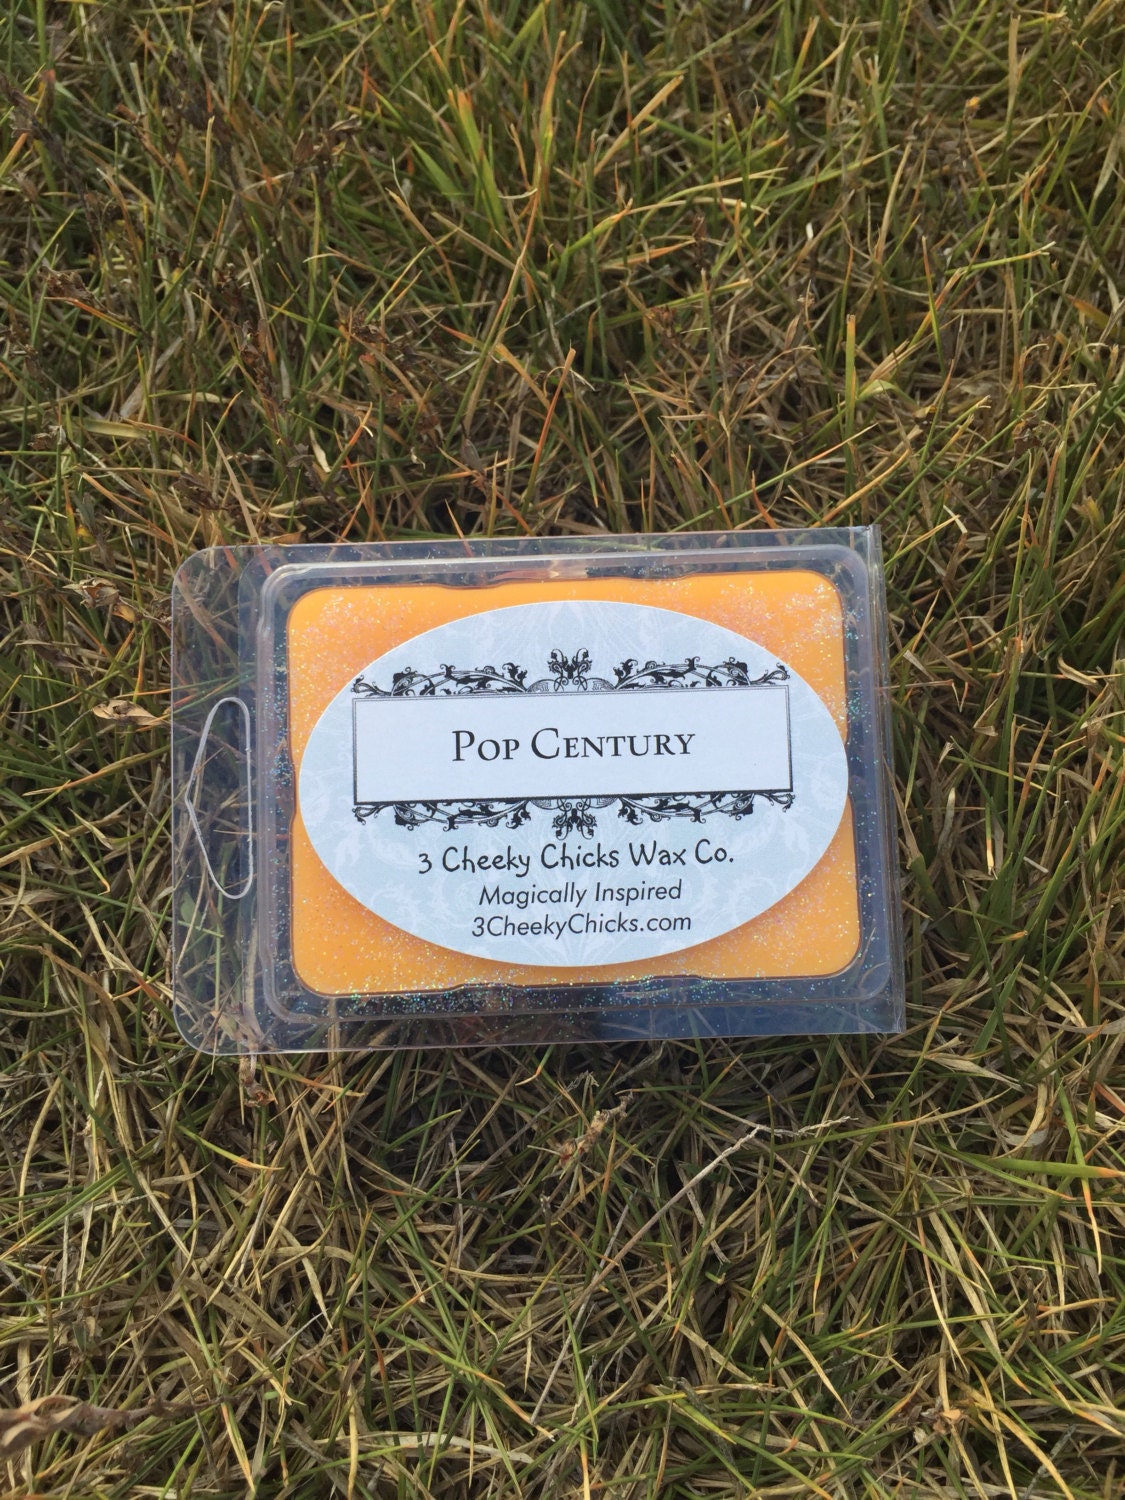 Pop Century
3 Cheeky Chicks Wax Co.
Magically Inspired
3CheekyChicks.com